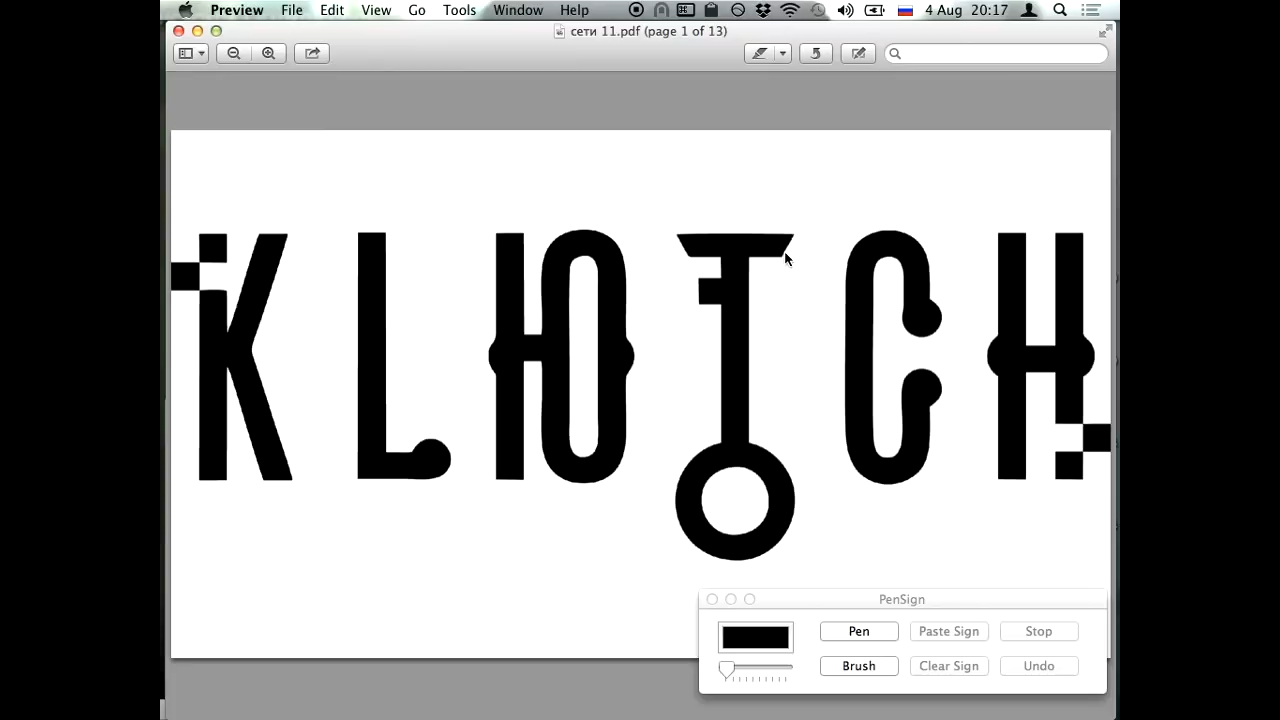 Preview File Edit View Go Tools Window Help 4 Aug 20:17
сети 11.pdf (page 1 of 13)
KLЮTCH
PenSign
Pen Paste Sign Stop
Brush Clear Sign Undo